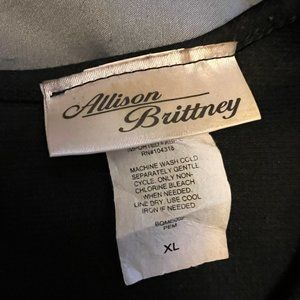 Allison
Brittney
RN#104318
MACHINE WASH COLD
SEPARATELY GENTLE
CYCLE. ONLY NON-
CHLORINE BLEACH
WHEN NEEDED.
LINE DRY. USE COOL
IRON IF NEEDED
PEM
XL